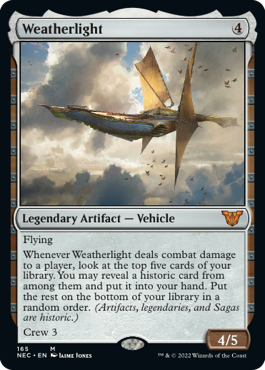 Weatherlight 4
Legendary Artifact — Vehicle
Flying
Whenever Weatherlight deals combat damage
to a player, look at the top five cards of your
library. You may reveal a historic card from
among them and put it into your hand. Put
the rest on the bottom of your library in a
random order. (Artifacts, legendaries, and Sagas
are historic.)
Crew 3
4/5
165 M
NEC • EN JAIME JONES ™ & © 2022 Wizards of the Coast